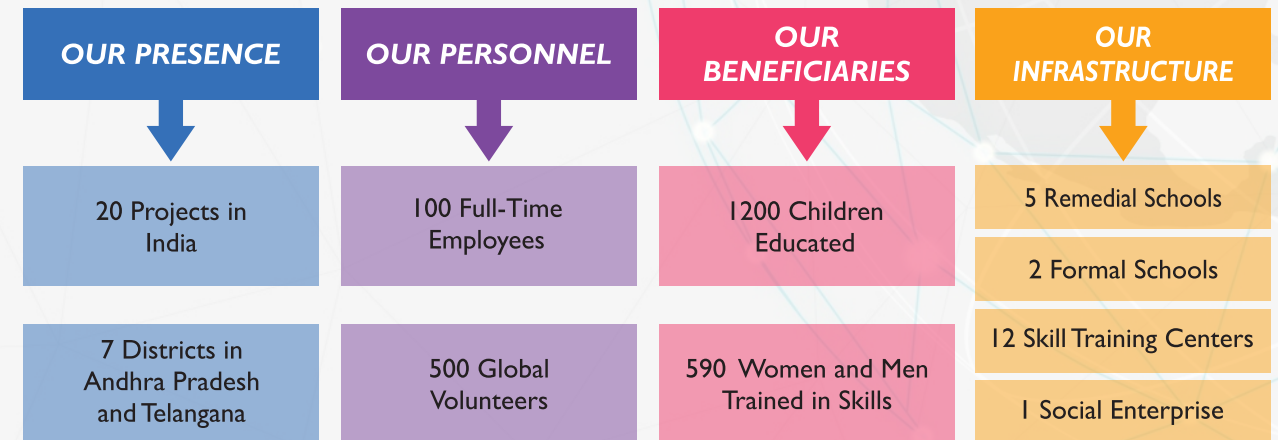 OUR PRESENCE
20 Projects in
India
7 Districts in
Andhra Pradesh
and Telangana
OUR PERSONNEL
100 Full-Time
Employees
500 Global
Volunteers
OUR
BENEFICIARIES
1200 Children
Educated
590 Women and Men
Trained in Skills
OUR
INFRASTRUCTURE
5 Remedial Schools
2 Formal Schools
12 Skill Training Centers
1 Social Enterprise